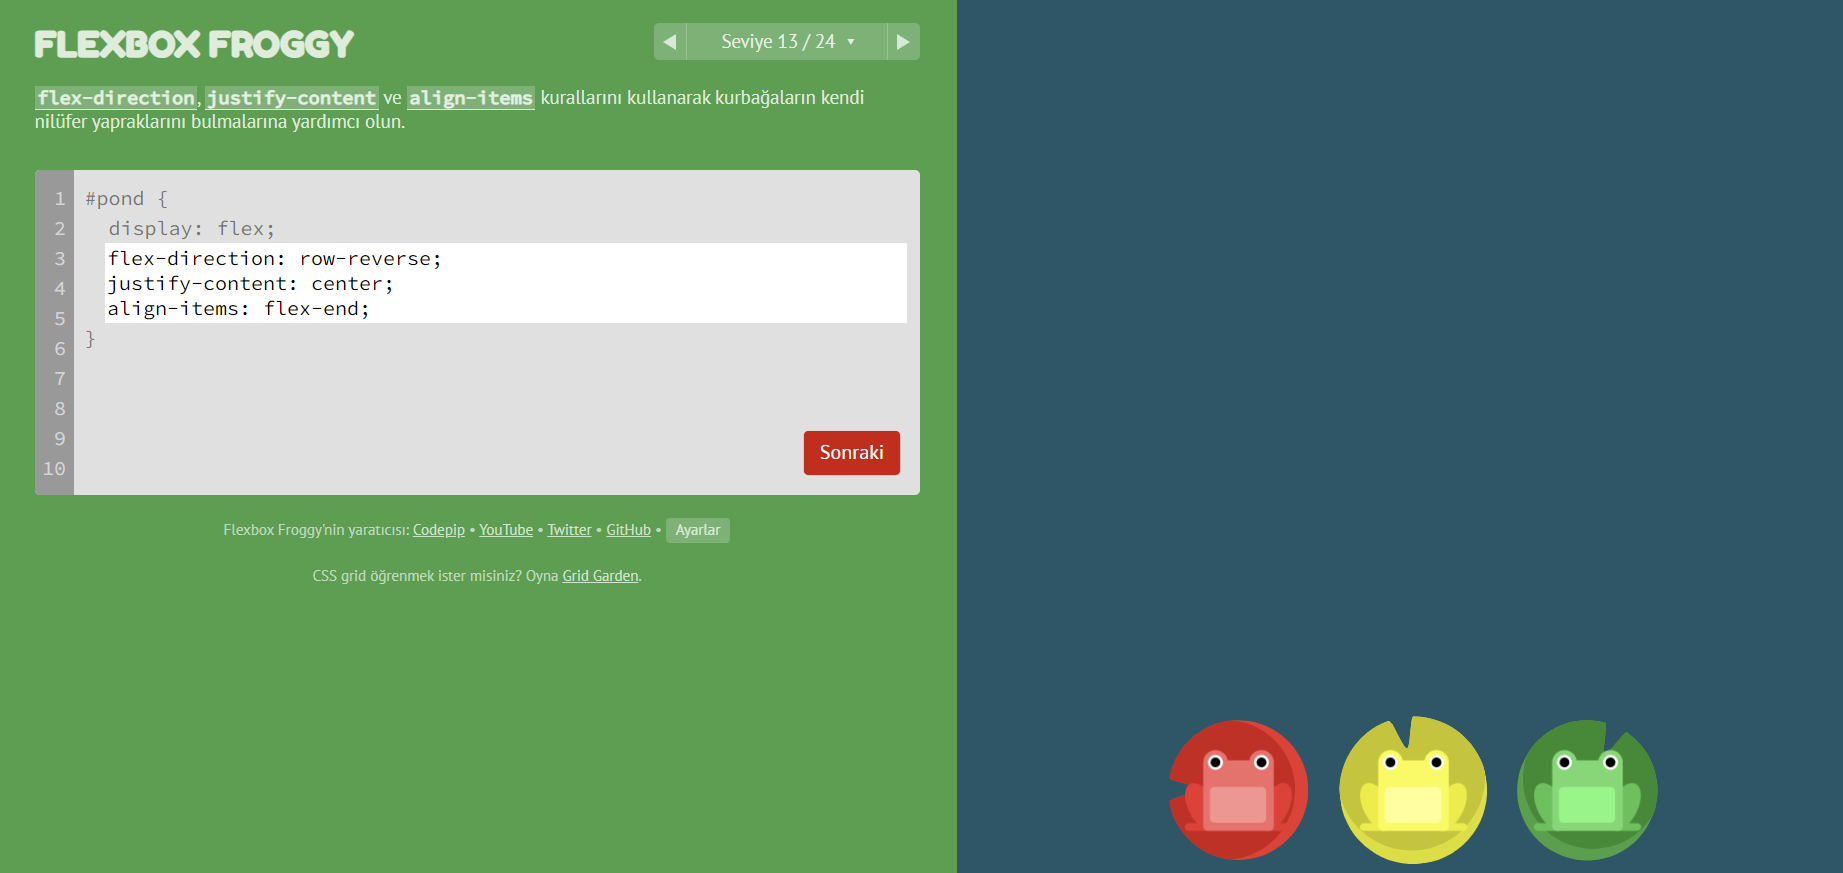 FLEXBOX FROGGY
◀ Seviye 13 / 24 ▼ ▶
flex-direction, justify-content ve align-items kurallarını kullanarak kurbağaların kendi
nilüfer yapraklarını bulmalarına yardımcı olun.
1 #pond {
2 display: flex;
3 flex-direction: row-reverse;
4 justify-content: center;
5 align-items: flex-end;
6 }
7
8
9
10
Sonraki
Flexbox Froggy'nin yaratıcısı: Codepip • YouTube • Twitter • GitHub • Ayarlar
CSS grid öğrenmek ister misiniz? Oyna Grid Garden.